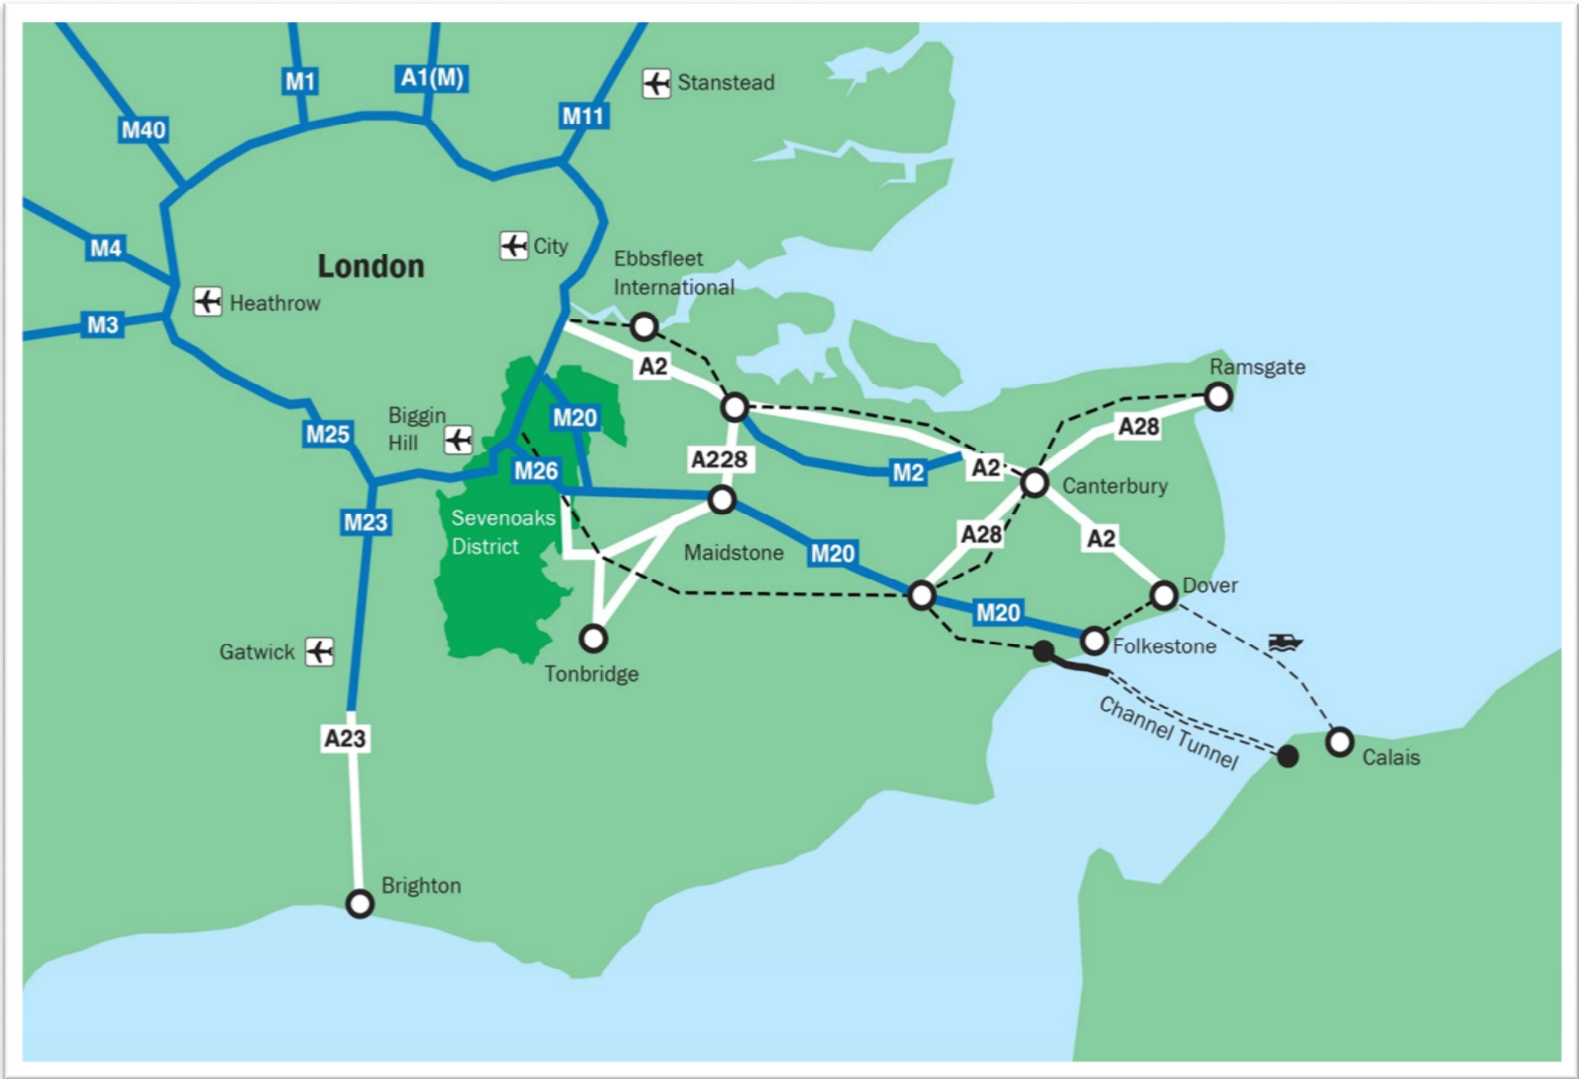 M1
A1(M)
Stanstead
M11
M40
M4
City
London
Ebbsfleet
International
Heathrow
M3
A2
Ramsgate
Biggin
Hill
M20
A28
M25
A228
M26
M2
A2
Canterbury
Sevenoaks
District
M23
A28
A2
Maidstone
M20
Dover
M20
Folkestone
Gatwick
Tonbridge
Channel Tunnel
A23
Calais
Brighton